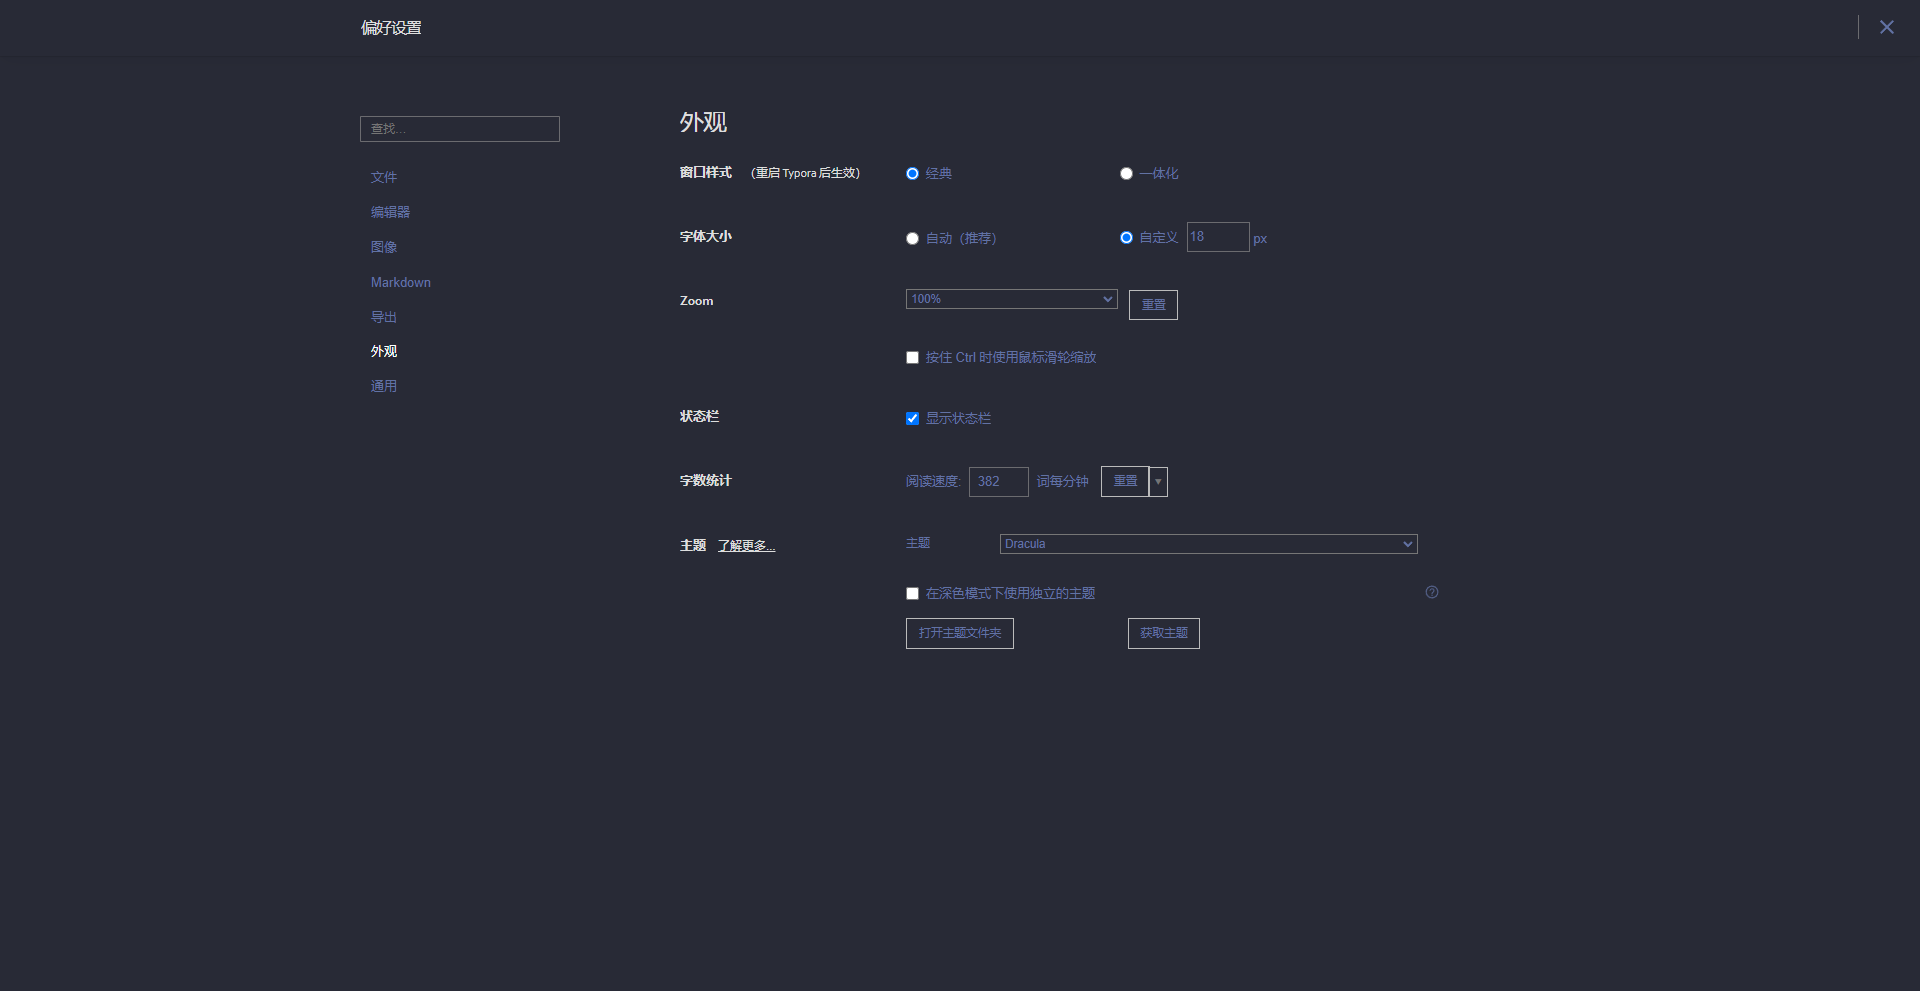 偏好设置
查找...
文件
编辑器
图像
Markdown
导出
外观
通用
外观
窗口样式 (重启 Typora 后生效) 经典 一体化
字体大小 自动（推荐） 自定义 18 px
Zoom 100% 重置
按住 Ctrl 时使用鼠标滑轮缩放
状态栏 显示状态栏
字数统计 阅读速度: 382 词每分钟 重置
主题 了解更多... 主题 Dracula
在深色模式下使用独立的主题
打开主题文件夹 获取主题